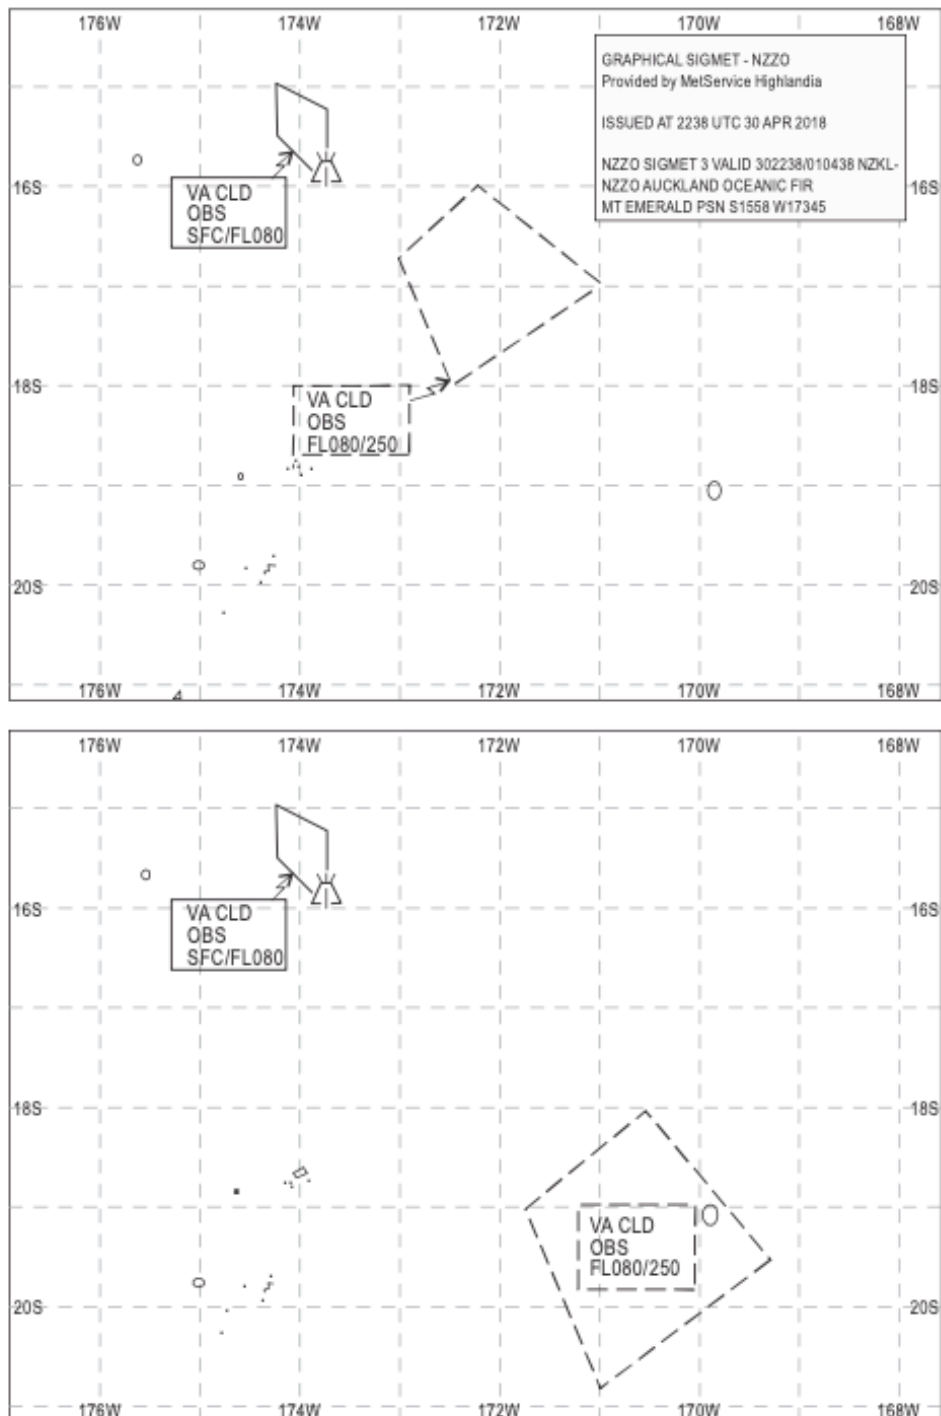 176W 174W 172W 170W 168W
GRAPHICAL SIGMET - NZZO
Provided by MetService Highlandia
ISSUED AT 2238 UTC 30 APR 2018
NZZO SIGMET 3 VALID 302238/010438 NZKL-
NZZO AUCKLAND OCEANIC FIR
MT EMERALD PSN S1558 W17345
16S 16S
VA CLD
OBS
SFC/FL080
18S 18S
VA CLD
OBS
FL080/250
20S 20S
176W 174W 172W 170W 168W
176W 174W 172W 170W 168W
16S 16S
VA CLD
OBS
SFC/FL080
18S 18S
VA CLD
OBS
FL080/250
20S 20S
176W 174W 172W 170W 168W